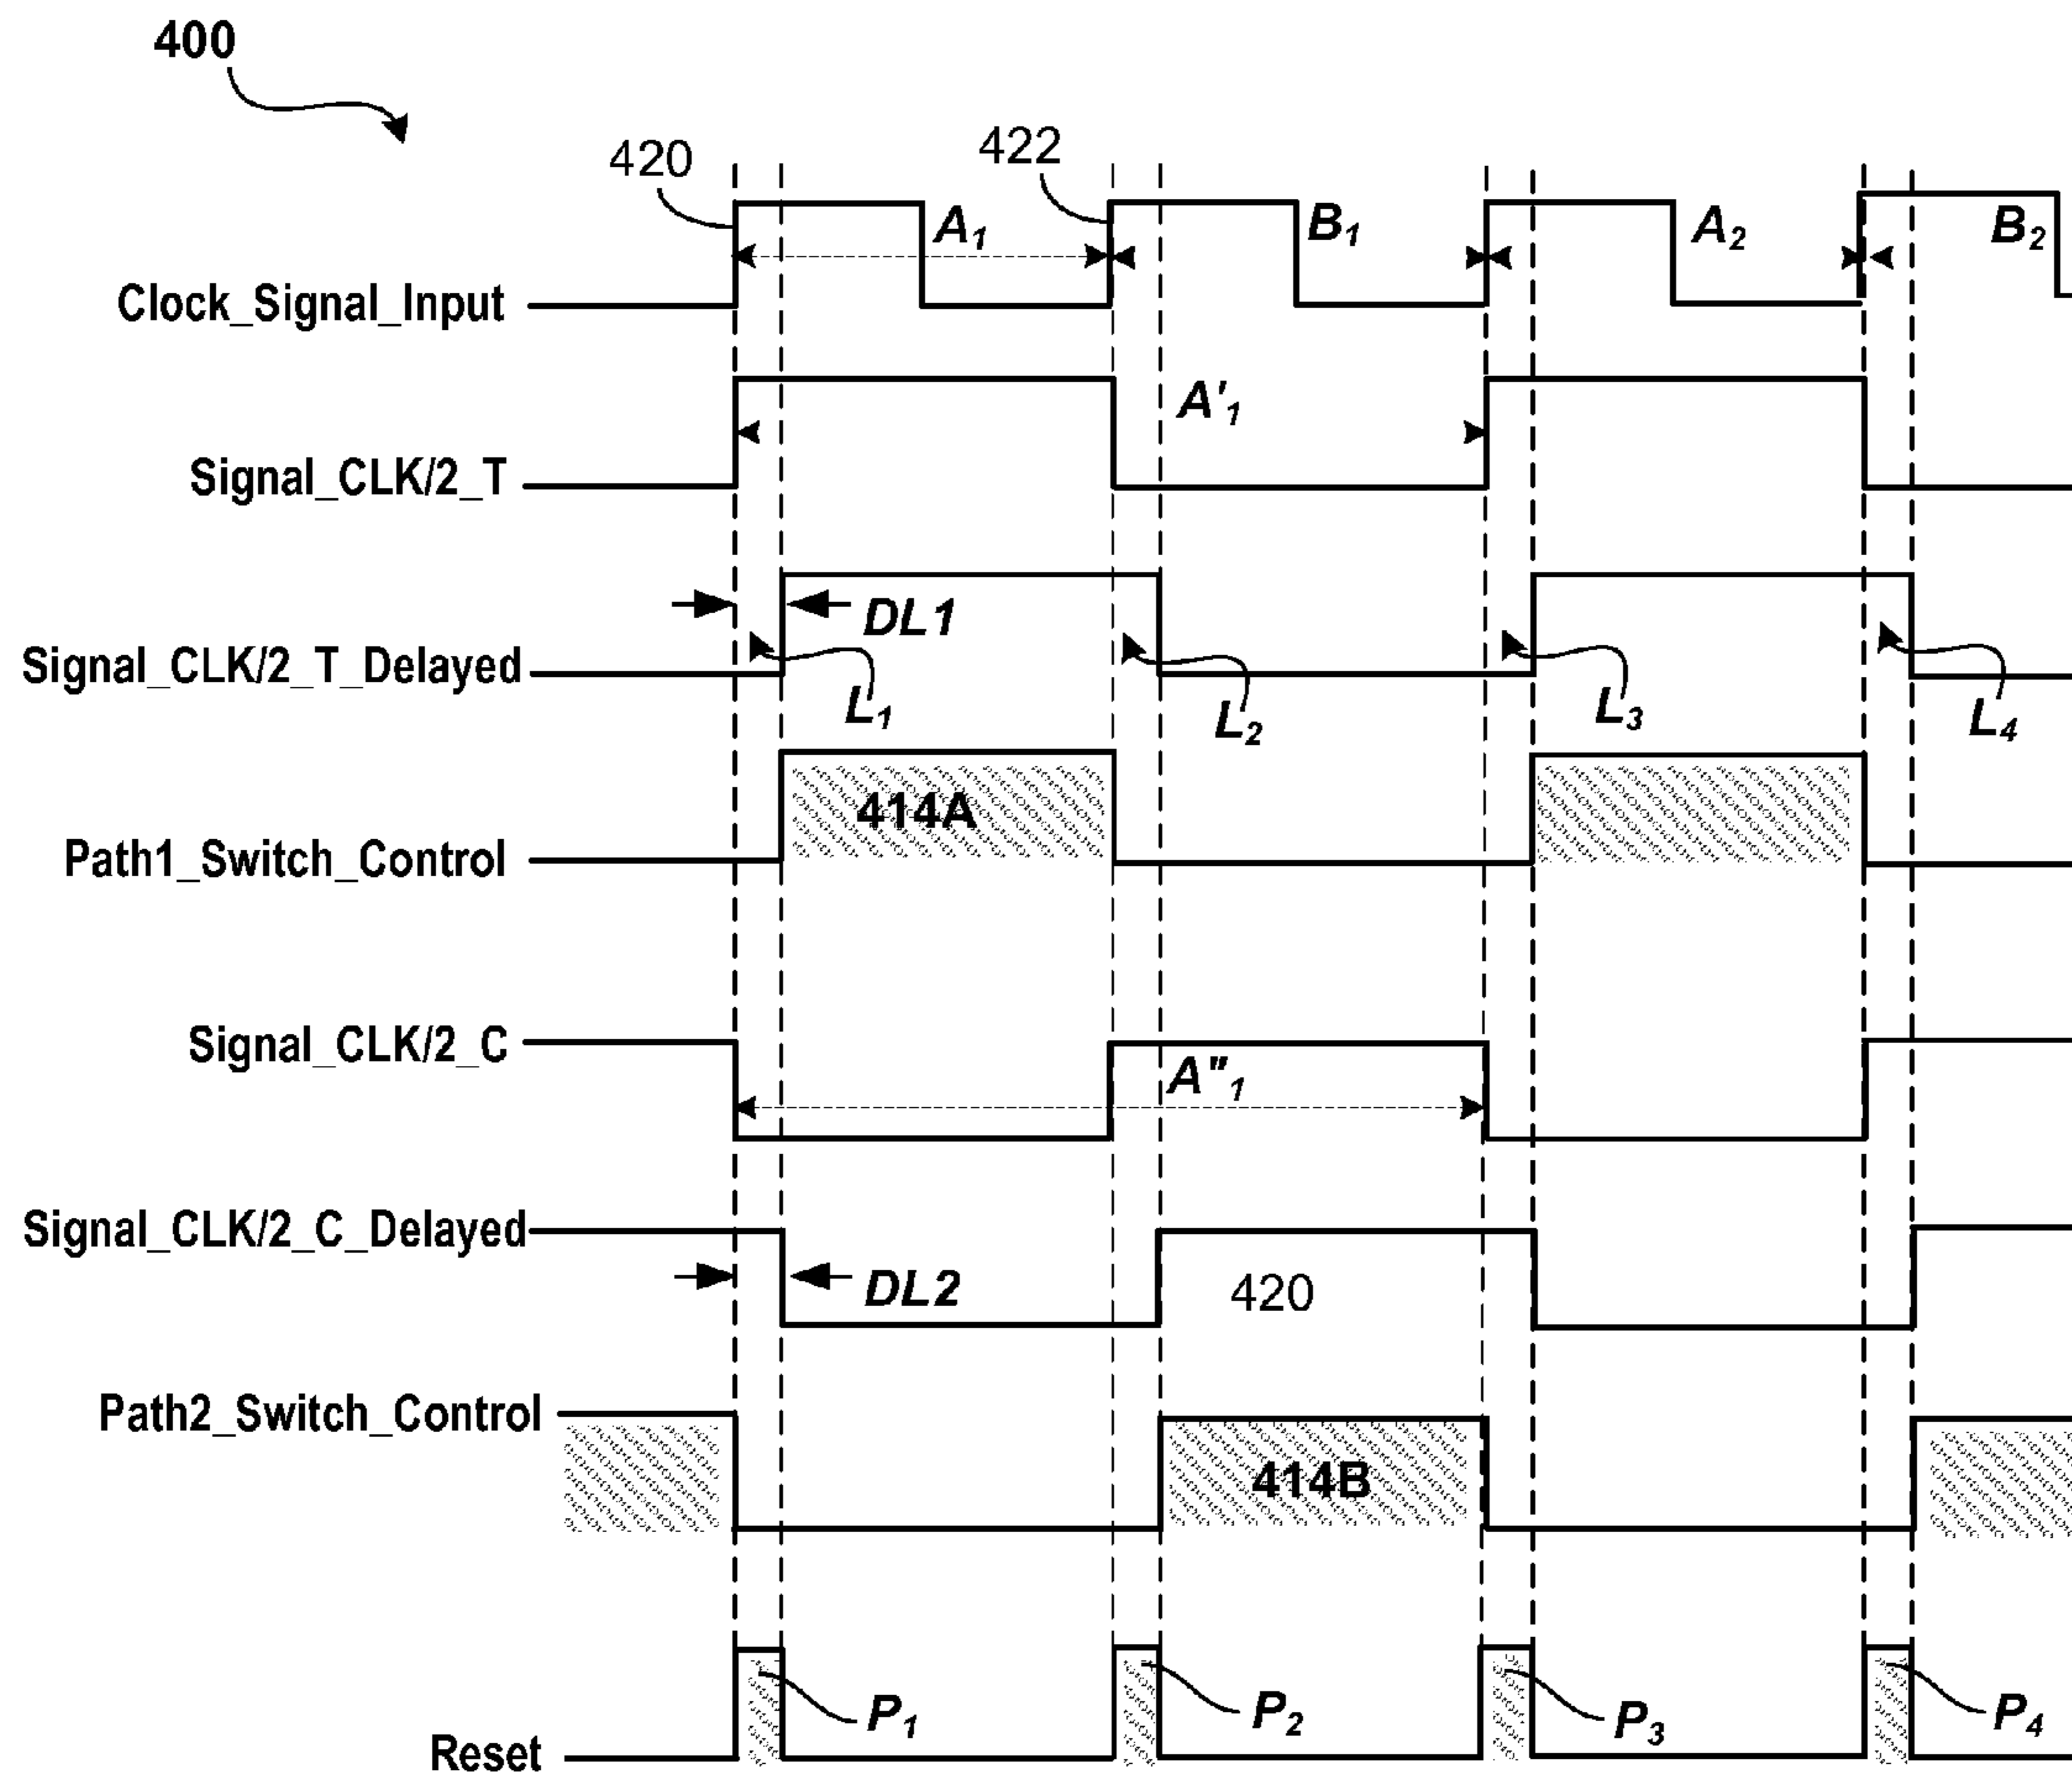 400
420
422
A1
B1
A2
B2
Clock_Signal_Input
A'1
Signal_CLK/2_T
DL1
Signal_CLK/2_T_Delayed
L1
L2
L3
L4
414A
Path1_Switch_Control
Signal_CLK/2_C
A"1
Signal_CLK/2_C_Delayed
DL2
420
Path2_Switch_Control
414B
P1
P2
P3
P4
Reset